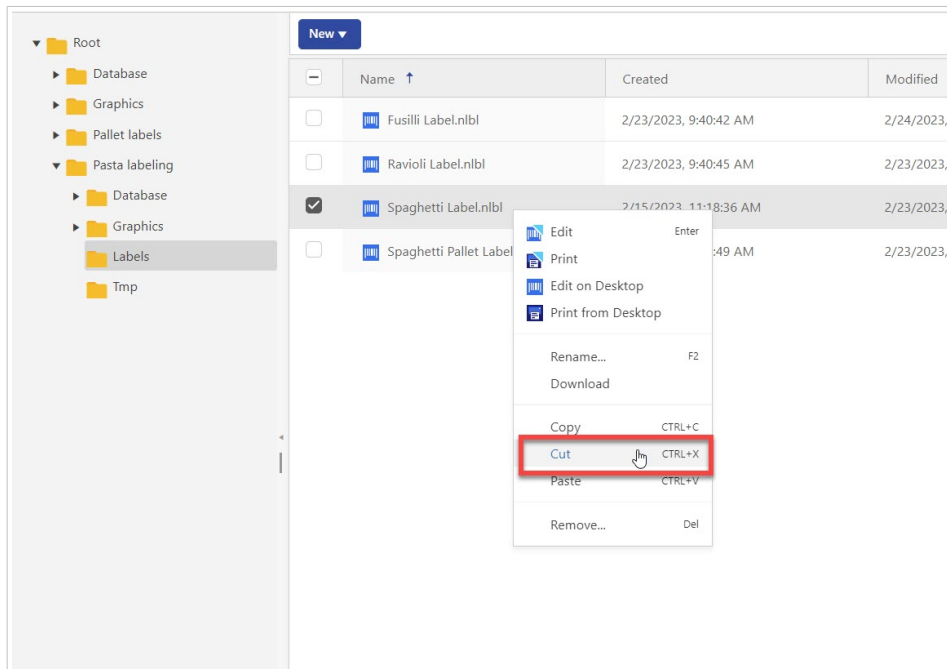 Root
Database
Graphics
Pallet labels
Pasta labeling
Database
Graphics
Labels
Tmp
New
Name Created Modified
Fusilli Label.nlbl 2/23/2023, 9:40:42 AM 2/24/2023,
Ravioli Label.nlbl 2/23/2023, 9:40:45 AM 2/23/2023,
Spaghetti Label.nlbl 2/15/2023, 11:18:36 AM 2/23/2023,
Spaghetti Pallet Label :49 AM 2/23/2023,
Edit Enter
Print
Edit on Desktop
Print from Desktop
Rename... F2
Download
Copy CTRL+C
Cut CTRL+X
Paste CTRL+V
Remove... Del